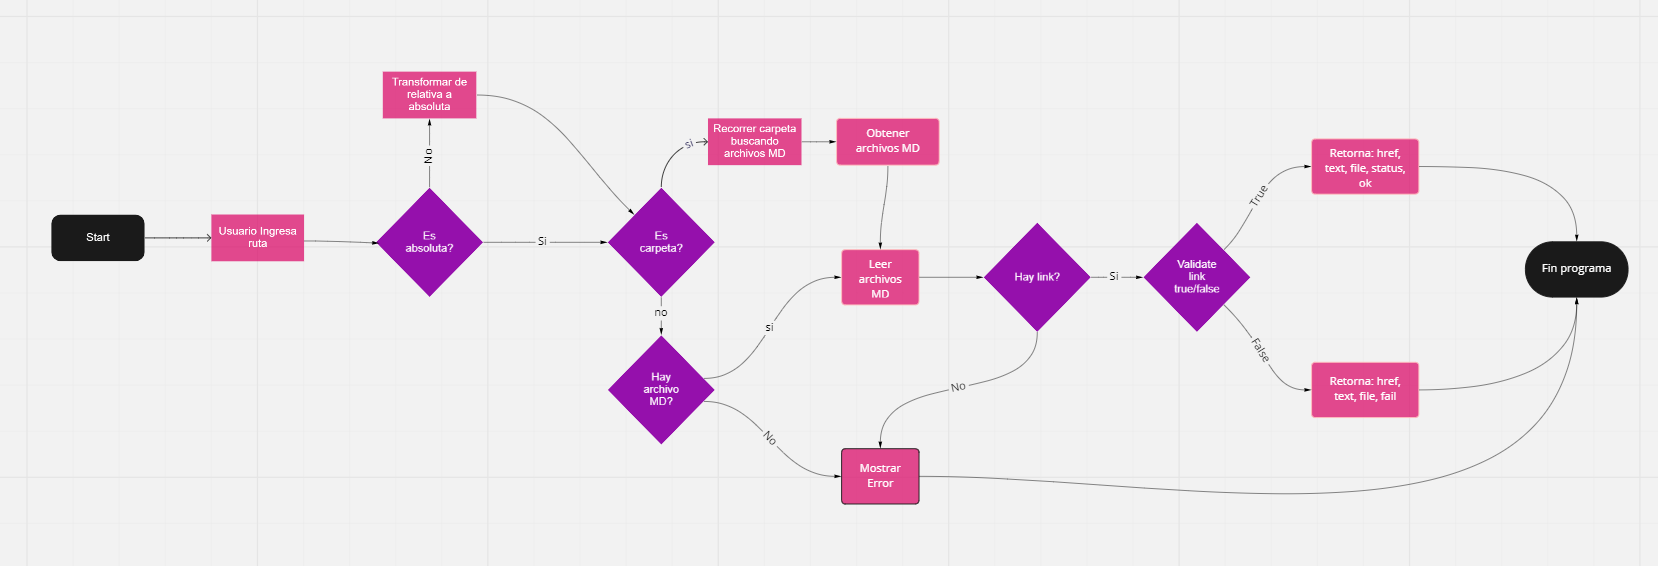 Start
Usuario Ingresa
ruta
Es
absoluta?
No
Transformar de
relativa a
absoluta
Si
Es
carpeta?
si
Recorrer carpeta
buscando
archivos MD
Obtener
archivos MD
no
Hay
archivo
MD?
si
No
Leer
archivos
MD
Hay link?
Si
No
Mostrar
Error
Validate
link
true/false
True
Retorna: href,
text, file, status,
ok
False
Retorna: href,
text, file, fail
Fin programa